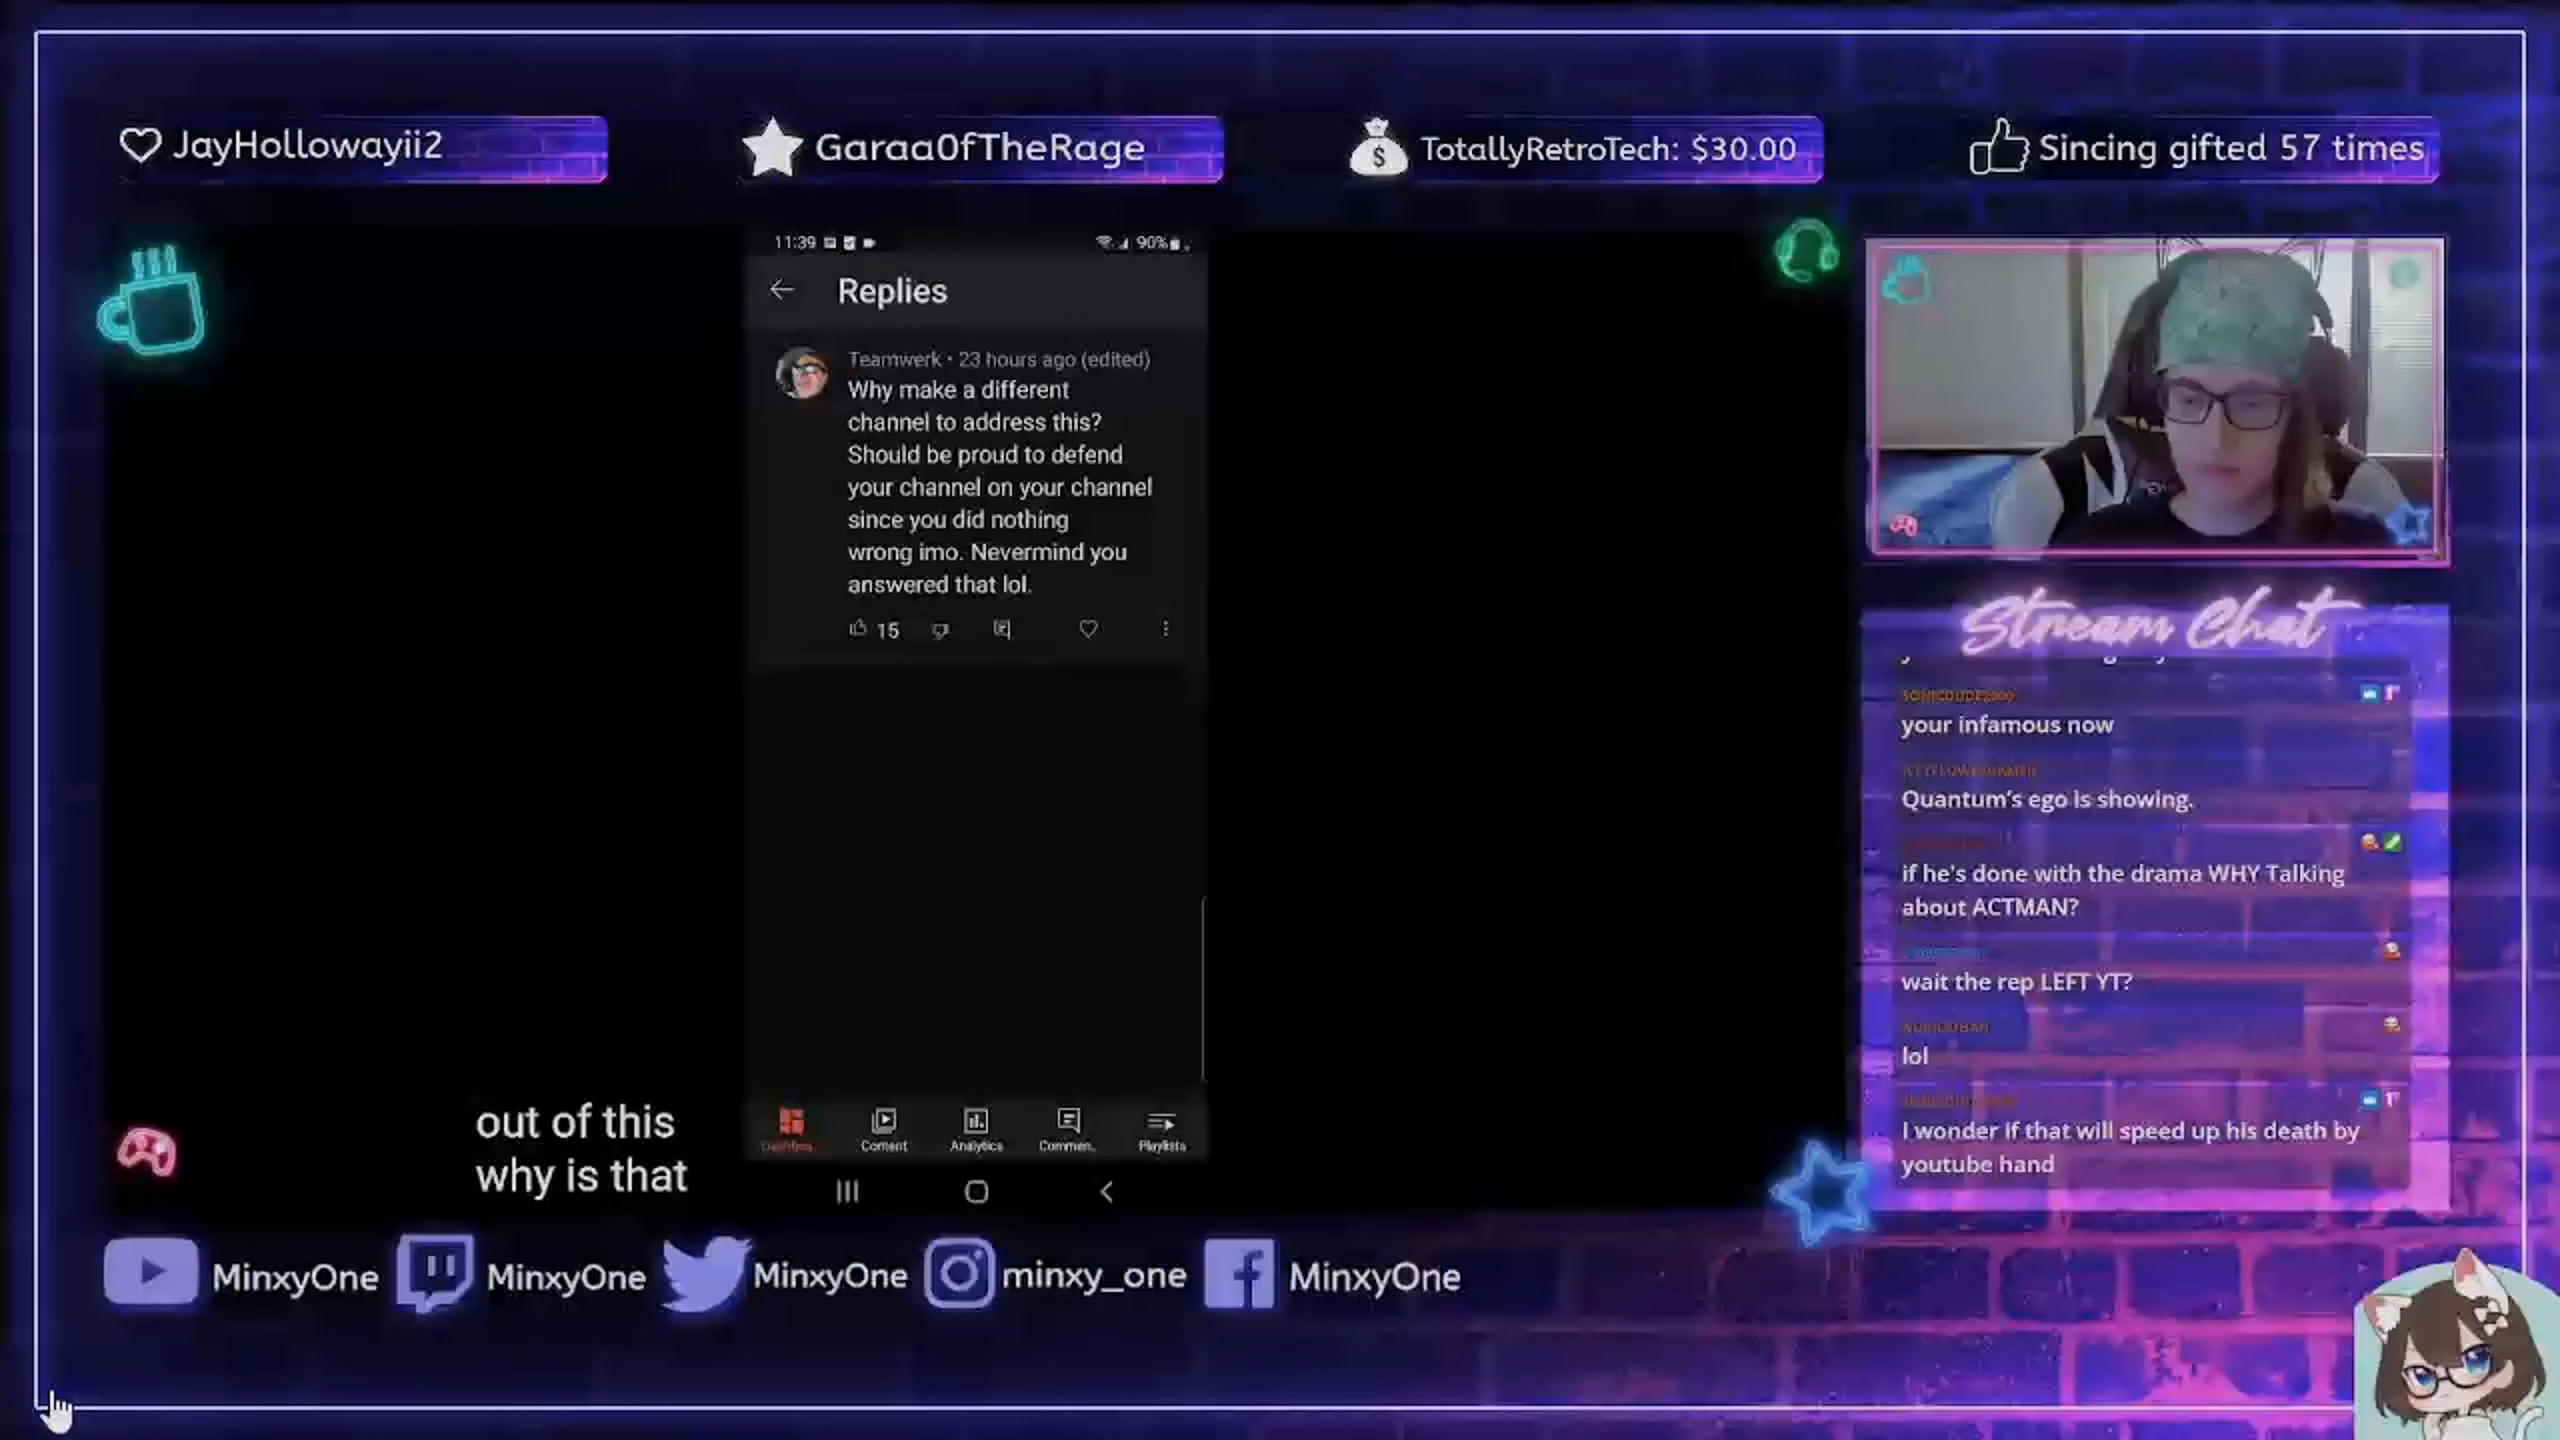 JayHollowayii2
Garaa0fTheRage
TotallyRetroTech: $30.00
Sincing gifted 57 times
11:39
90%
Replies
Teamwerk • 23 hours ago (edited)
Why make a different
channel to address this?
Should be proud to defend
your channel on your channel
since you did nothing
wrong imo. Nevermind you
answered that lol.
15
Content
Analytics
Commen..
Playlists
out of this
why is that
Stream Chat
your infamous now
Quantum's ego is showing.
if he's done with the drama WHY Talking
about ACTMAN?
wait the rep LEFT YT?
lol
I wonder if that will speed up his death by
youtube hand
MinxyOne
MinxyOne
MinxyOne
minxy_one
MinxyOne